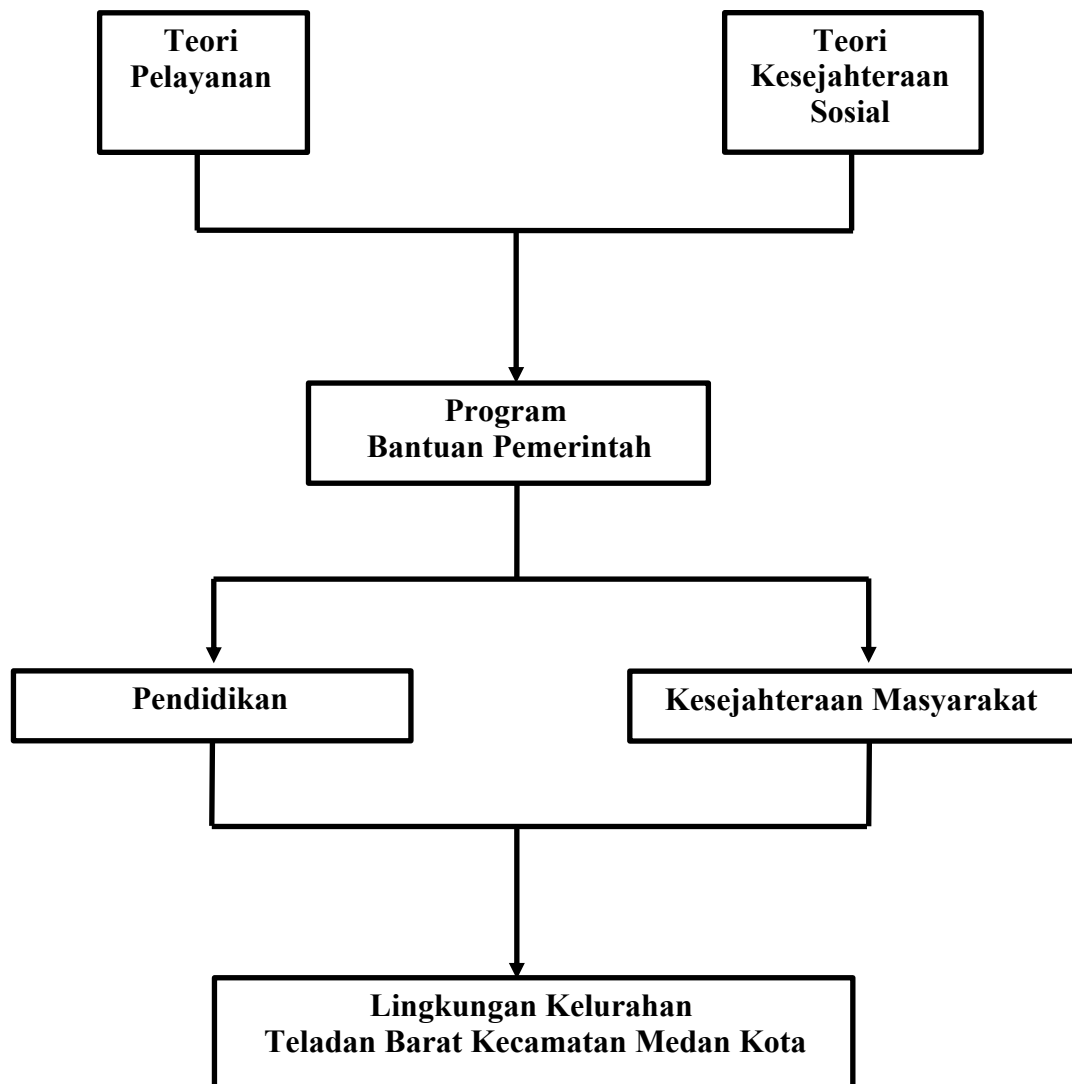 Teori
Pelayanan
Teori
Kesejahteraan
Sosial
Program
Bantuan Pemerintah
Pendidikan
Kesejahteraan Masyarakat
Lingkungan Kelurahan
Teladan Barat Kecamatan Medan Kota